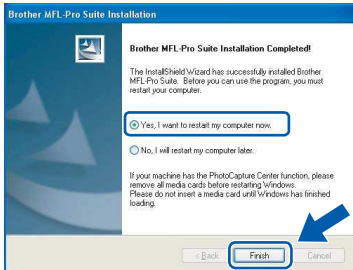 Brother MFL-Pro Suite Installation
Brother MFL-Pro Suite Installation Completed!
The InstallShield Wizard has successfully installed Brother
MFL-Pro Suite. Before you can use the program, you must
restart your computer.
Yes, I want to restart my computer now.
No, I will restart my computer later.
If your machine has the PhotoCapture Center function, please
remove all media cards before restarting Windows.
Please do not insert a media card until Windows has finished
loading.
< Back
Finish
Cancel